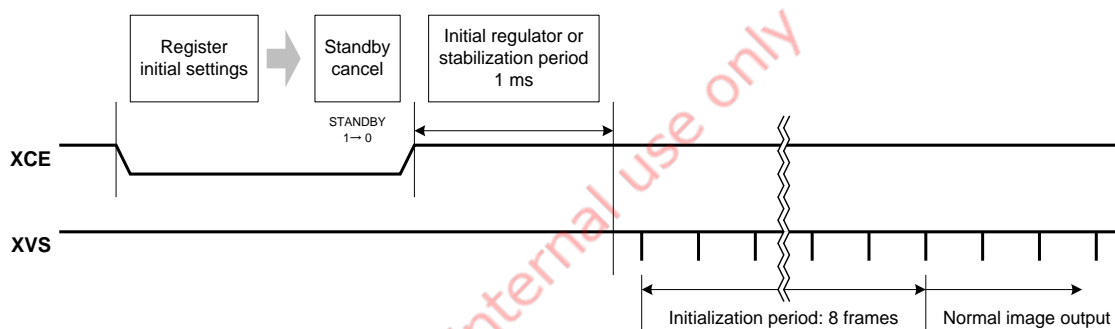 Register
initial settings
Standby
cancel
Initial regulator or
stabilization period
1 ms
STANDBY
1→ 0
XCE
XVS
Initialization period: 8 frames
Normal image output
internal use only